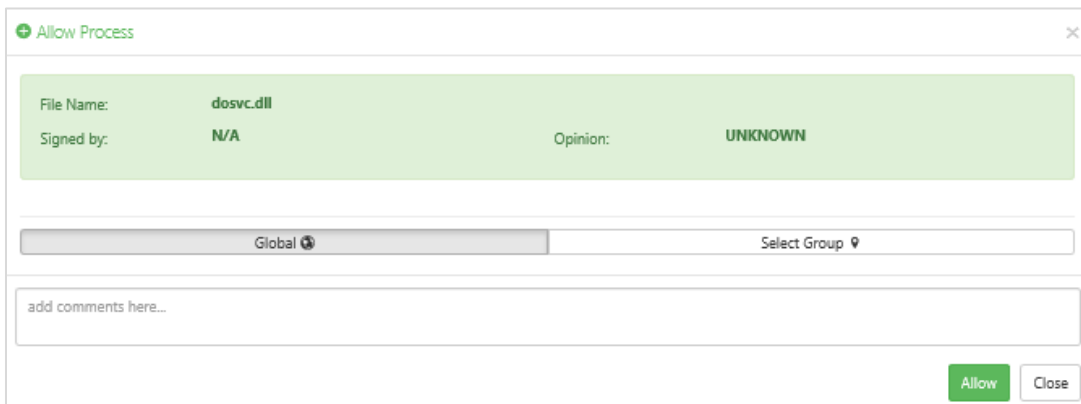 Allow Process ×
File Name: dosvc.dll
Signed by: N/A Opinion: UNKNOWN
Global Select Group
add comments here...
Allow Close